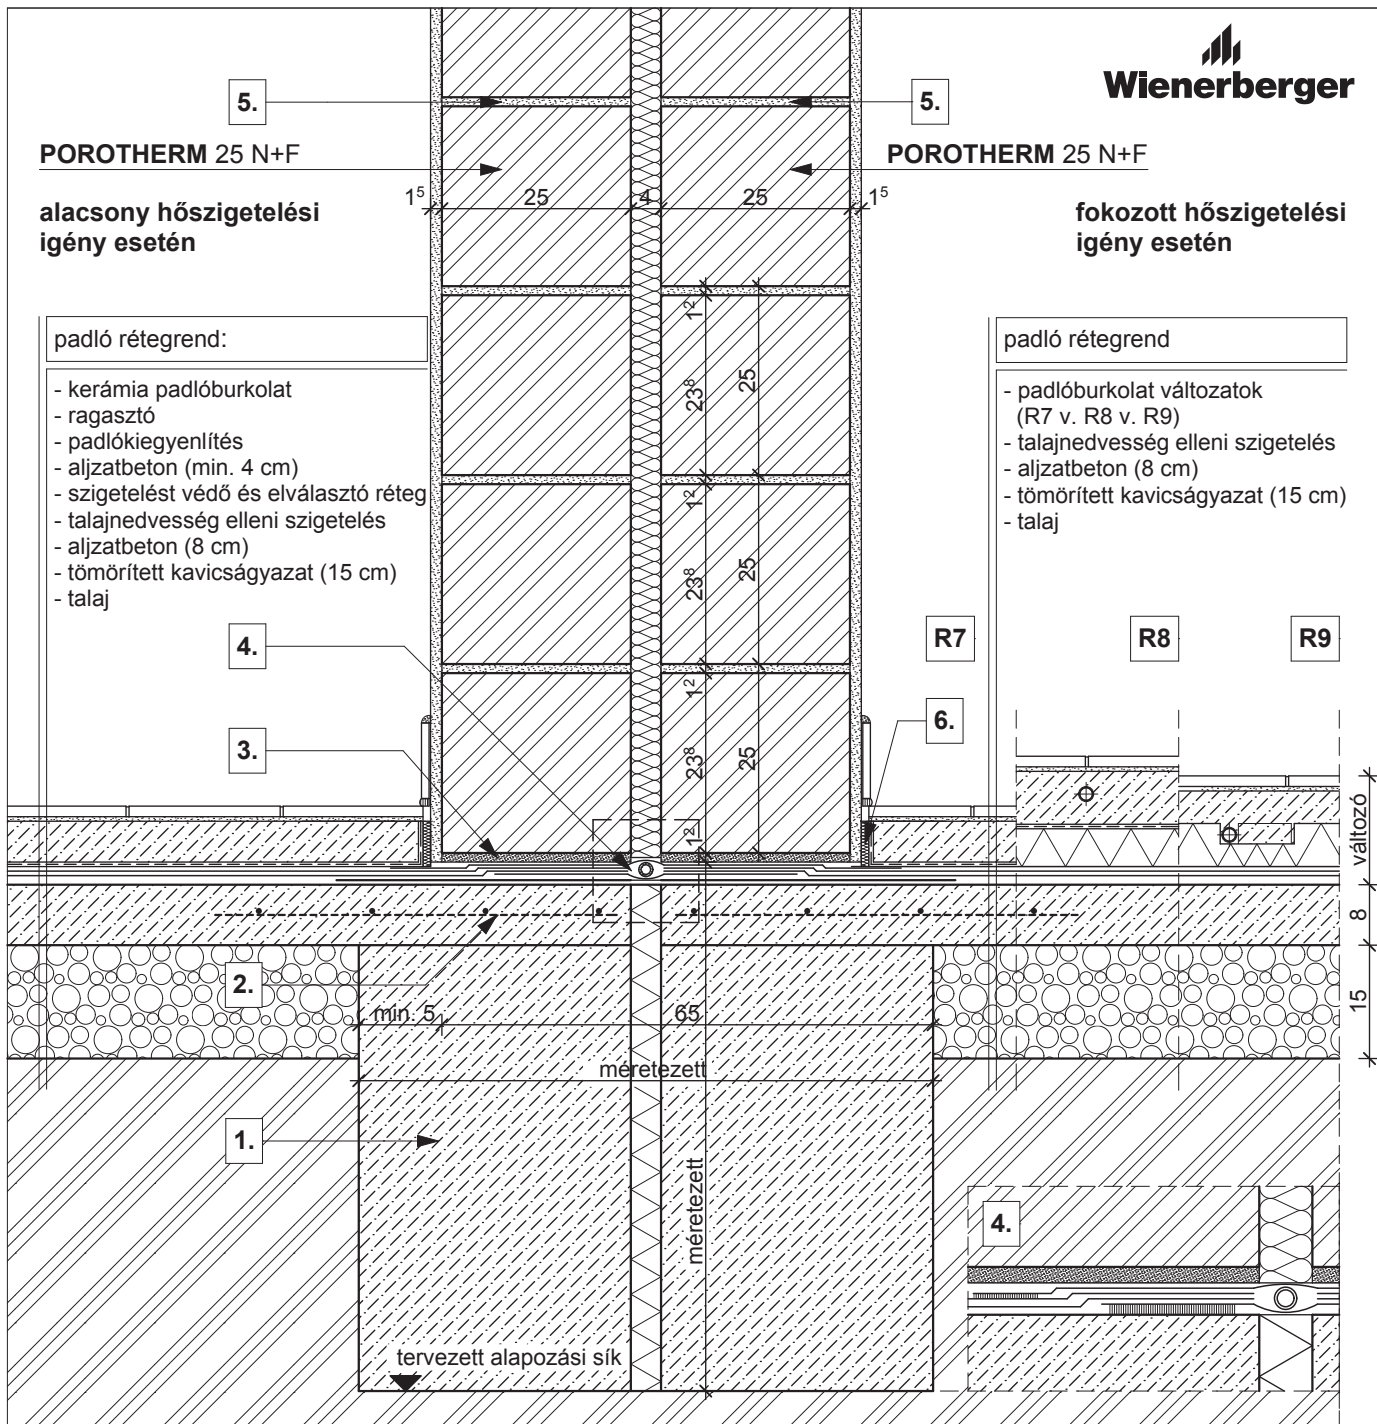 Wienerberger
5.
5.
POROTHERM 25 N+F
POROTHERM 25 N+F
1⁵ 25 4 25 1⁵
alacsony hőszigetelési
igény esetén
fokozott hőszigetelési
igény esetén
padló rétegrend:
- kerámia padlóburkolat
- ragasztó
- padlókiegyenlítés
- aljzatbeton (min. 4 cm)
- szigetelést védő és elválasztó réteg
- talajnedvesség elleni szigetelés
- aljzatbeton (8 cm)
- tömörített kavicságyazat (15 cm)
- talaj
padló rétegrend
- padlóburkolat változatok
(R7 v. R8 v. R9)
- talajnedvesség elleni szigetelés
- aljzatbeton (8 cm)
- tömörített kavicságyazat (15 cm)
- talaj
1²
23⁸
25
1²
23⁸
25
1²
23⁸
25
1²
R7
R8
R9
4.
3.
6.
változó
8
15
2.
min. 5
65
méretezett
1.
méretezett
4.
tervezett alapozási sík